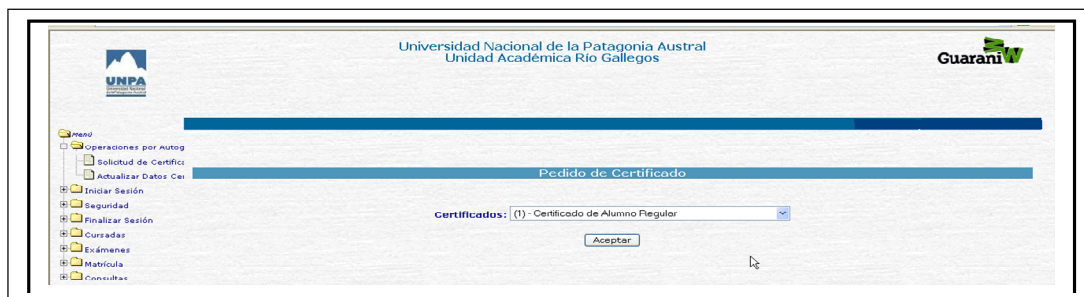 Universidad Nacional de la Patagonia Austral
Unidad Académica Río Gallegos
UNPA
Guarani W
Menú
Operaciones por Autog
Solicitud de Certifica
Actualizar Datos Cer
Pedido de Certificado
Iniciar Sesión
Seguridad
Finalizar Sesión
Certificados: (1) - Certificado de Alumno Regular
Cursadas
Aceptar
Exámenes
Matrícula
Consultas